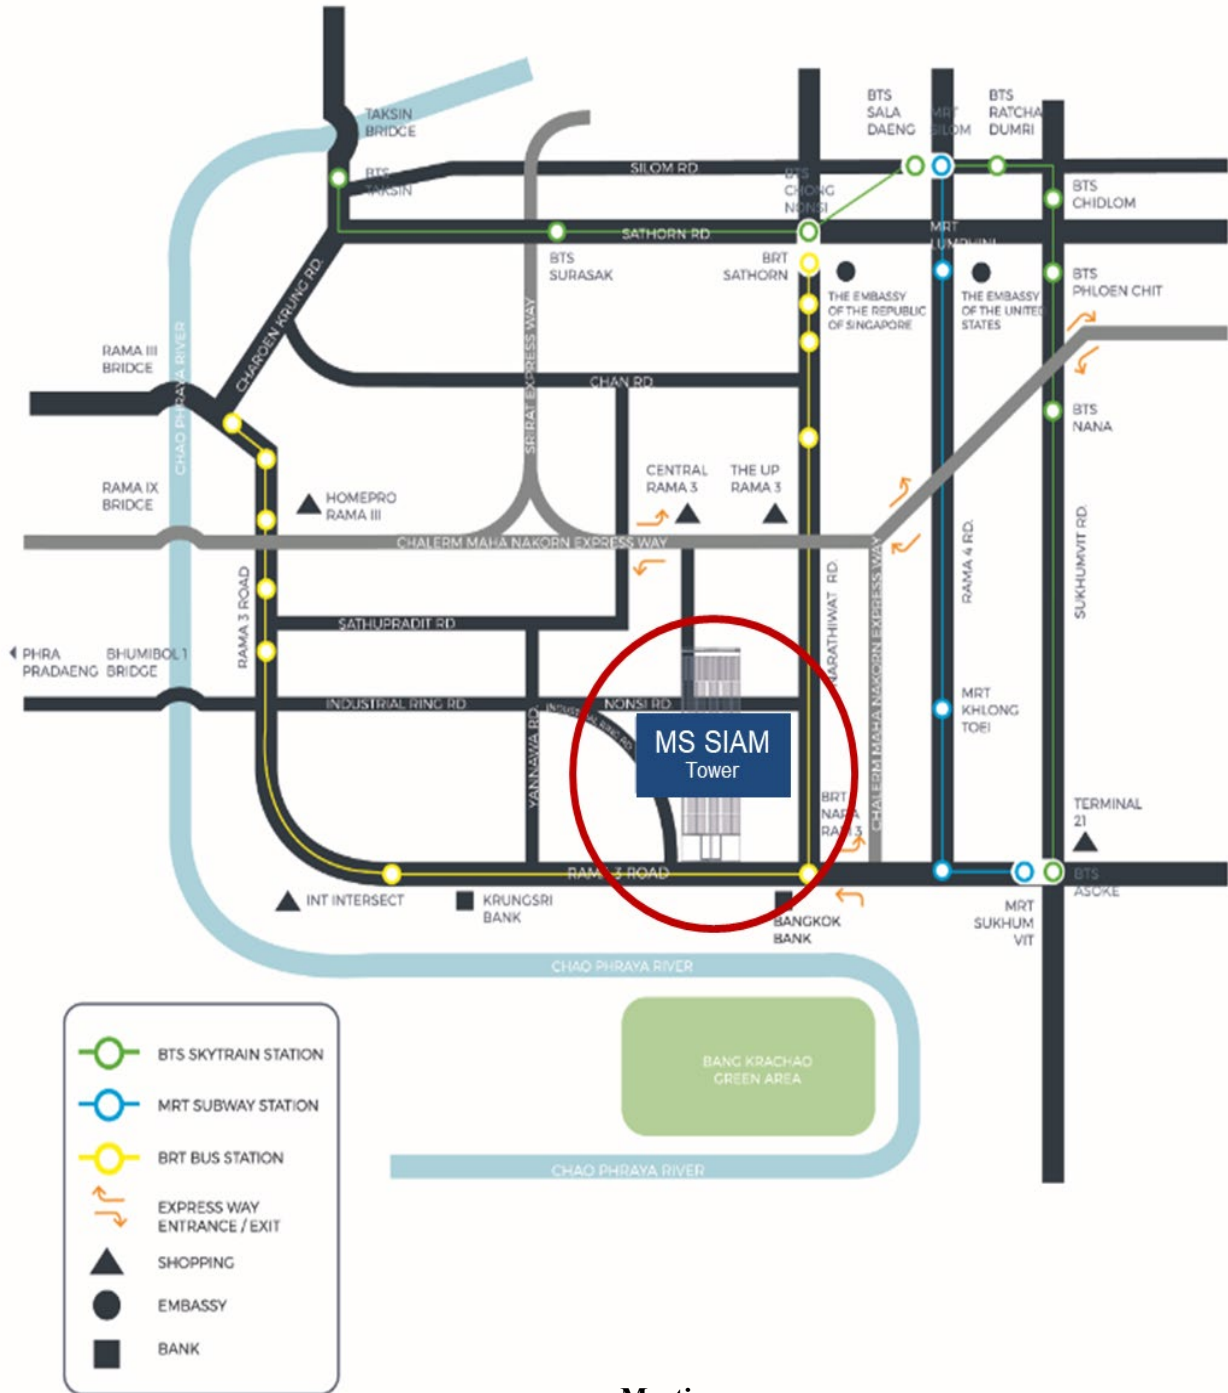 TAKSIN
BRIDGE
BTS
SALA
DAENG
MRT
SILOM
BTS
RATCHA
DUMRI
BTS
TAKSIN
SILOM RD
BTS
CHONG
NONSI
BTS
CHIDLOM
SATHORN RD
MRT
LUMPHINI
BTS
SURASAK
BRT
SATHORN
THE EMBASSY
OF THE REPUBLIC
OF SINGAPORE
THE EMBASSY
OF THE UNITED
STATES
BTS
PHLOEN CHIT
CHAROEN KRUNG RD.
CHAO PHRAYA RIVER
RAMA III
BRIDGE
SRI RAT EXPRESS WAY
CHAN RD.
BTS
NANA
RAMA IX
BRIDGE
HOMEPRO
RAMA III
CENTRAL
RAMA 3
THE UP
RAMA 3
CHALERM MAHA NAKORN EXPRESS WAY
RAMA 3 ROAD
NARATHIWAT RD.
CHALERM MAHA NAKORN EXPRESS WAY
RAMA 4 RD.
SUKHUMVIT RD.
SATHUPRADIT RD
PHRA
PRADAENG
BHUMIBOL 1
BRIDGE
INDUSTRIAL RING RD
NONSI RD
INDUSTRIAL RING RD
YANNAWA RD.
MS SIAM
Tower
MRT
KHLONG
TOEI
BRT
NARA
RAM 3
TERMINAL
21
RAMA 3 ROAD
BTS
ASOKE
INT INTERSECT
KRUNGSRI
BANK
BANGKOK
BANK
MRT
SUKHUM
VIT
CHAO PHRAYA RIVER
BANG KRACHAO
GREEN AREA
CHAO PHRAYA RIVER
BTS SKYTRAIN STATION
MRT SUBWAY STATION
BRT BUS STATION
EXPRESS WAY
ENTRANCE / EXIT
SHOPPING
EMBASSY
BANK